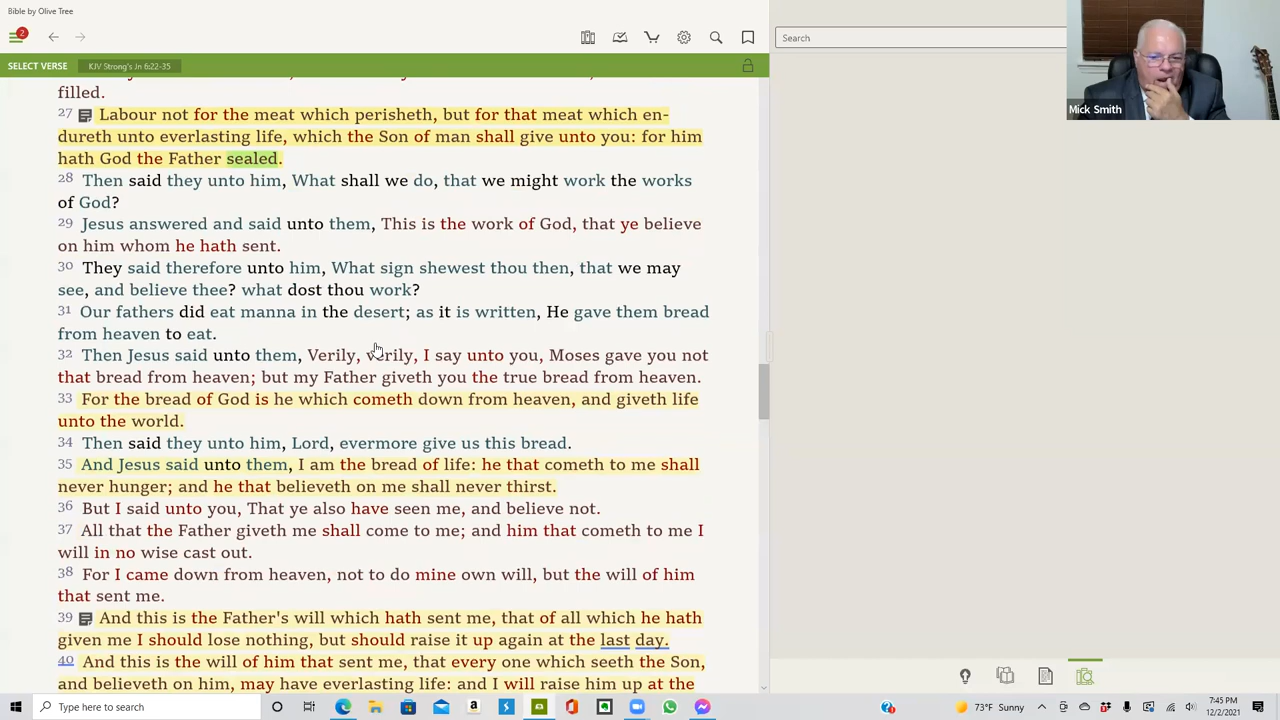 Bible by Olive Tree
2
SELECT VERSE KJV Strong's Jn 6:22-35
Search
Mick Smith
filled.
27 Labour not for the meat which perisheth, but for that meat which en-
dureth unto everlasting life, which the Son of man shall give unto you: for him
hath God the Father sealed.
28 Then said they unto him, What shall we do, that we might work the works
of God?
29 Jesus answered and said unto them, This is the work of God, that ye believe
on him whom he hath sent.
30 They said therefore unto him, What sign shewest thou then, that we may
see, and believe thee? what dost thou work?
31 Our fathers did eat manna in the desert; as it is written, He gave them bread
from heaven to eat.
32 Then Jesus said unto them, Verily, verily, I say unto you, Moses gave you not
that bread from heaven; but my Father giveth you the true bread from heaven.
33 For the bread of God is he which cometh down from heaven, and giveth life
unto the world.
34 Then said they unto him, Lord, evermore give us this bread.
35 And Jesus said unto them, I am the bread of life: he that cometh to me shall
never hunger; and he that believeth on me shall never thirst.
36 But I said unto you, That ye also have seen me, and believe not.
37 All that the Father giveth me shall come to me; and him that cometh to me I
will in no wise cast out.
38 For I came down from heaven, not to do mine own will, but the will of him
that sent me.
39 And this is the Father's will which hath sent me, that of all which he hath
given me I should lose nothing, but should raise it up again at the last day.
40 And this is the will of him that sent me, that every one which seeth the Son,
and believeth on him, may have everlasting life: and I will raise him up at the
Type here to search
73°F Sunny
7:45 PM
12/2/2021